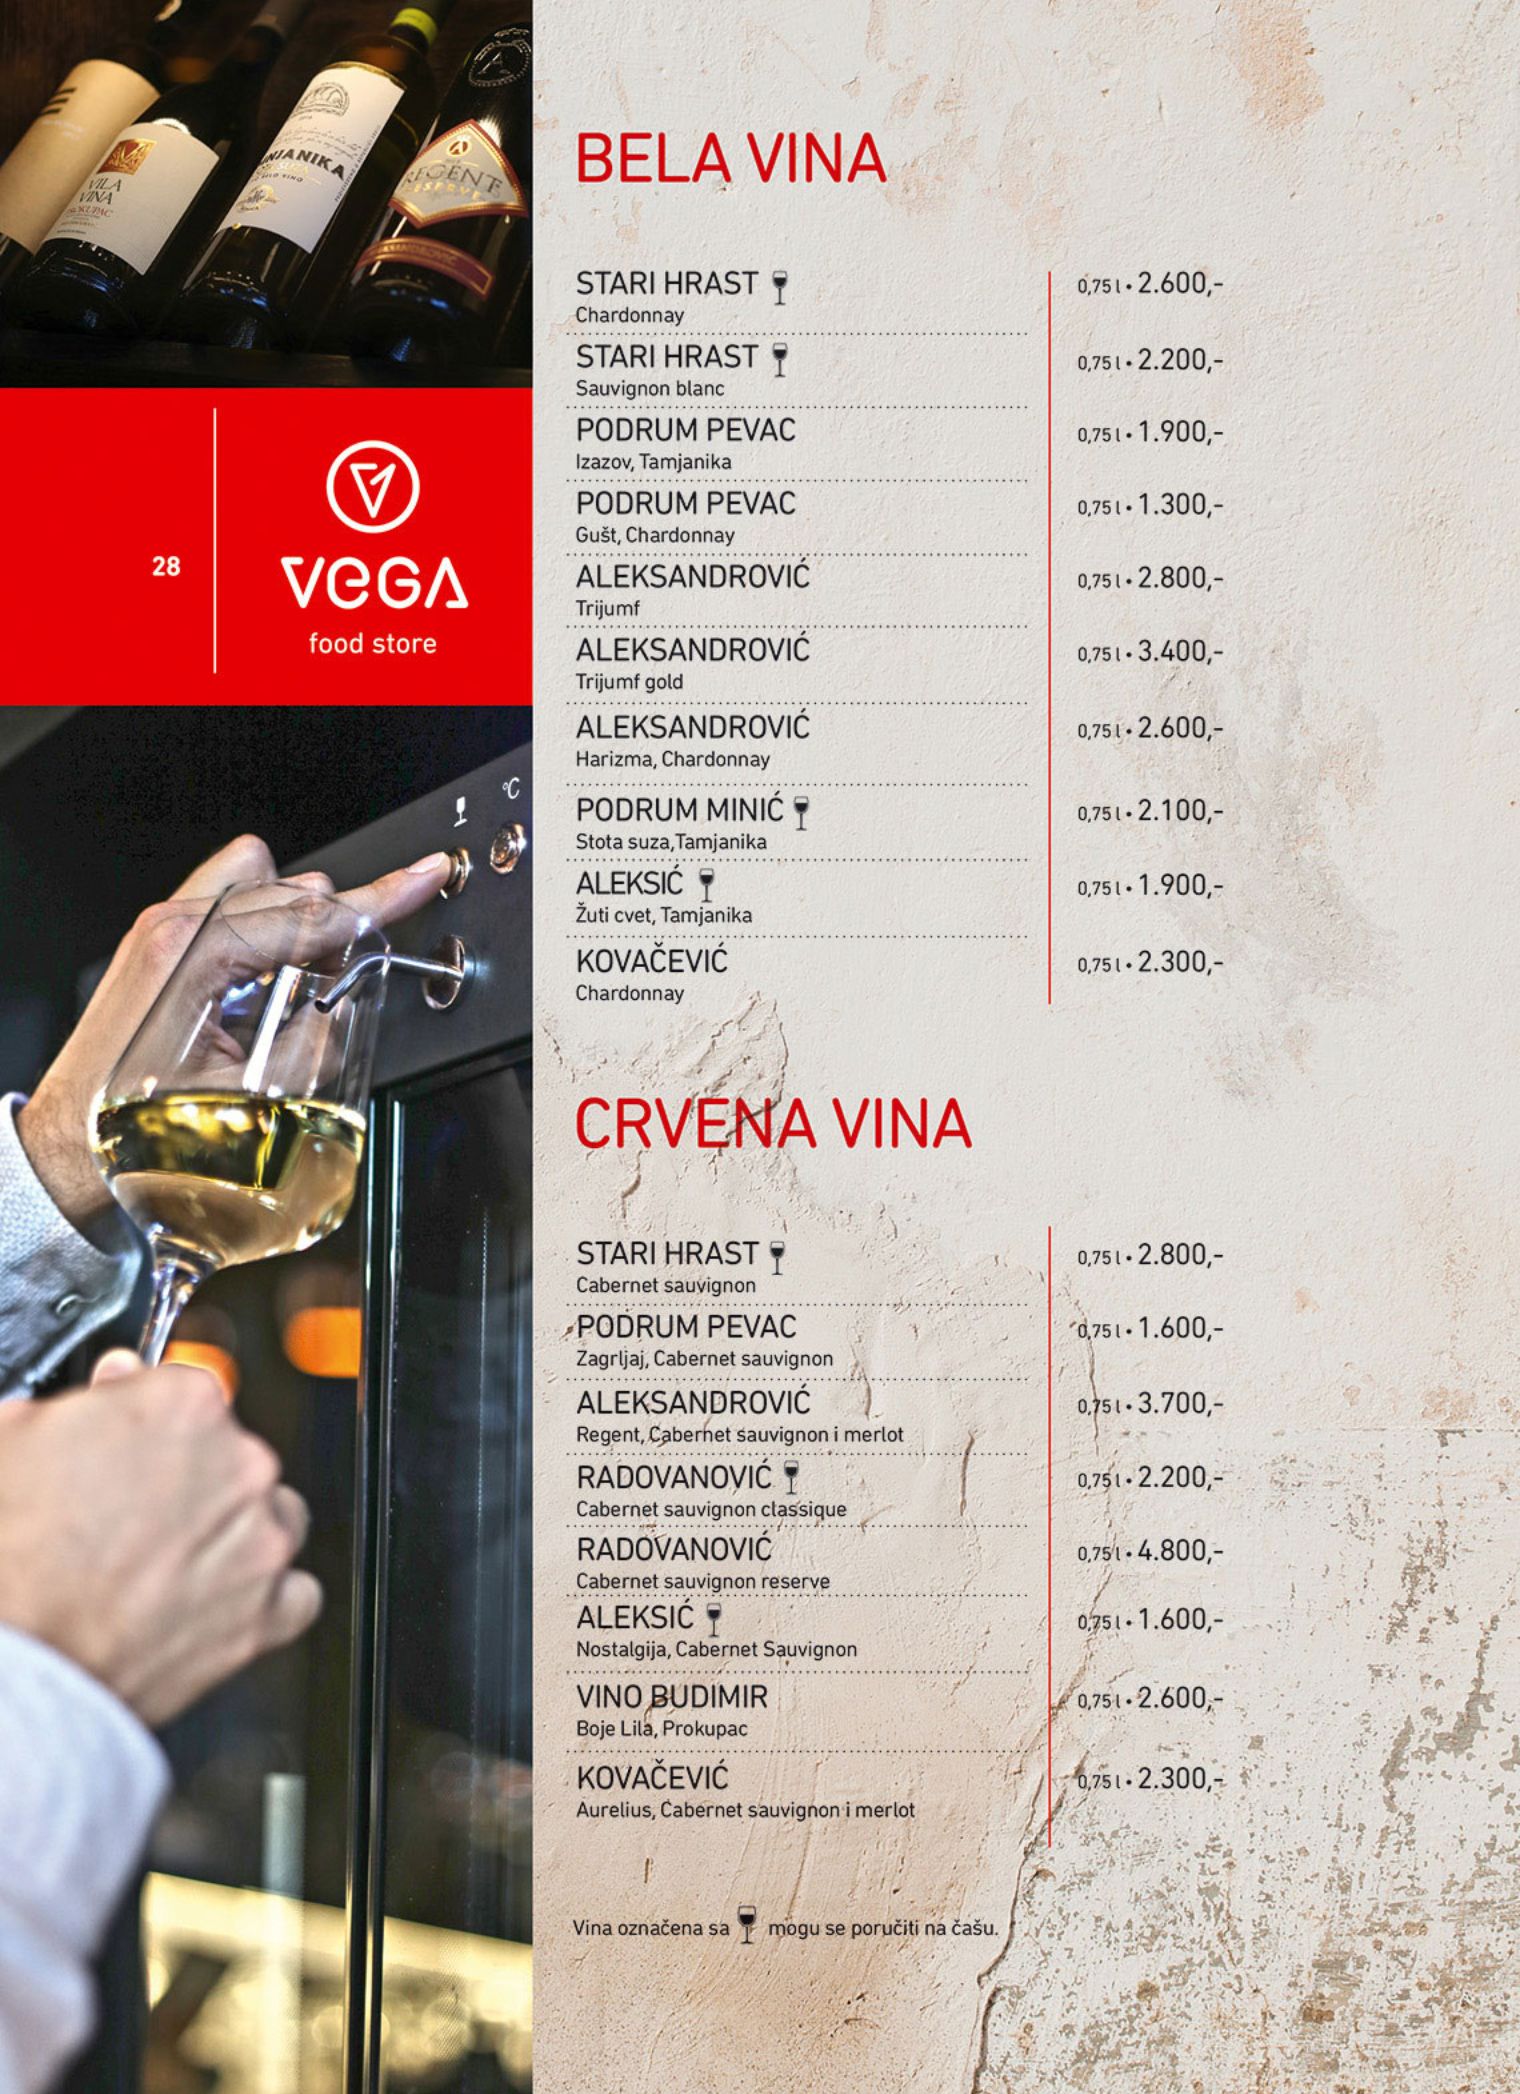 VILA
VINA
PROKUPAC
REGENT
RESERVE
28
VEGA
food store
°C
BELA VINA
STARI HRAST 0,75 l • 2.600,-
Chardonnay
STARI HRAST 0,75 l • 2.200,-
Sauvignon blanc
PODRUM PEVAC 0,75 l • 1.900,-
Izazov, Tamjanika
PODRUM PEVAC 0,75 l • 1.300,-
Gušt, Chardonnay
ALEKSANDROVIĆ 0,75 l • 2.800,-
Trijumf
ALEKSANDROVIĆ 0,75 l • 3.400,-
Trijumf gold
ALEKSANDROVIĆ 0,75 l • 2.600,-
Harizma, Chardonnay
PODRUM MINIĆ 0,75 l • 2.100,-
Stota suza,Tamjanika
ALEKSIĆ 0,75 l • 1.900,-
Žuti cvet, Tamjanika
KOVAČEVIĆ 0,75 l • 2.300,-
Chardonnay
CRVENA VINA
STARI HRAST 0,75 l • 2.800,-
Cabernet sauvignon
PODRUM PEVAC 0,75 l • 1.600,-
Zagrljaj, Cabernet sauvignon
ALEKSANDROVIĆ 0,75 l • 3.700,-
Regent, Cabernet sauvignon i merlot
RADOVANOVIĆ 0,75 l • 2.200,-
Cabernet sauvignon classique
RADOVANOVIĆ 0,75 l • 4.800,-
Cabernet sauvignon reserve
ALEKSIĆ 0,75 l • 1.600,-
Nostalgija, Cabernet Sauvignon
VINO BUDIMIR 0,75 l • 2.600,-
Boje Lila, Prokupac
KOVAČEVIĆ 0,75 l • 2.300,-
Aurelius, Cabernet sauvignon i merlot
Vina označena sa mogu se poručiti na čašu.